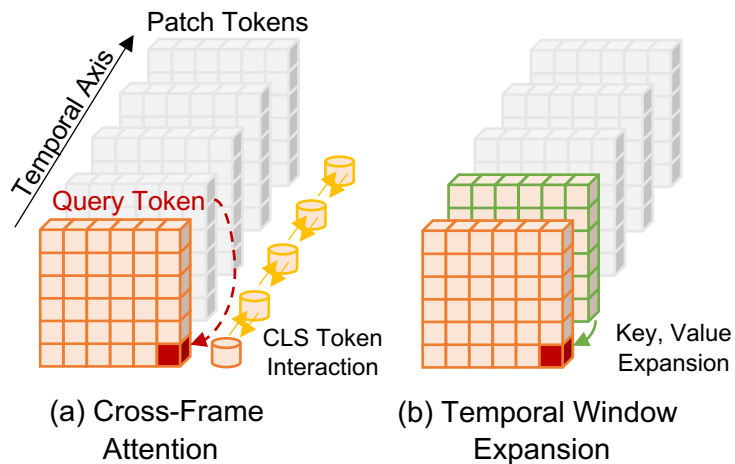 Patch Tokens
Temporal Axis
Query Token
CLS Token
Interaction
Key, Value
Expansion
(a) Cross-Frame
Attention
(b) Temporal Window
Expansion